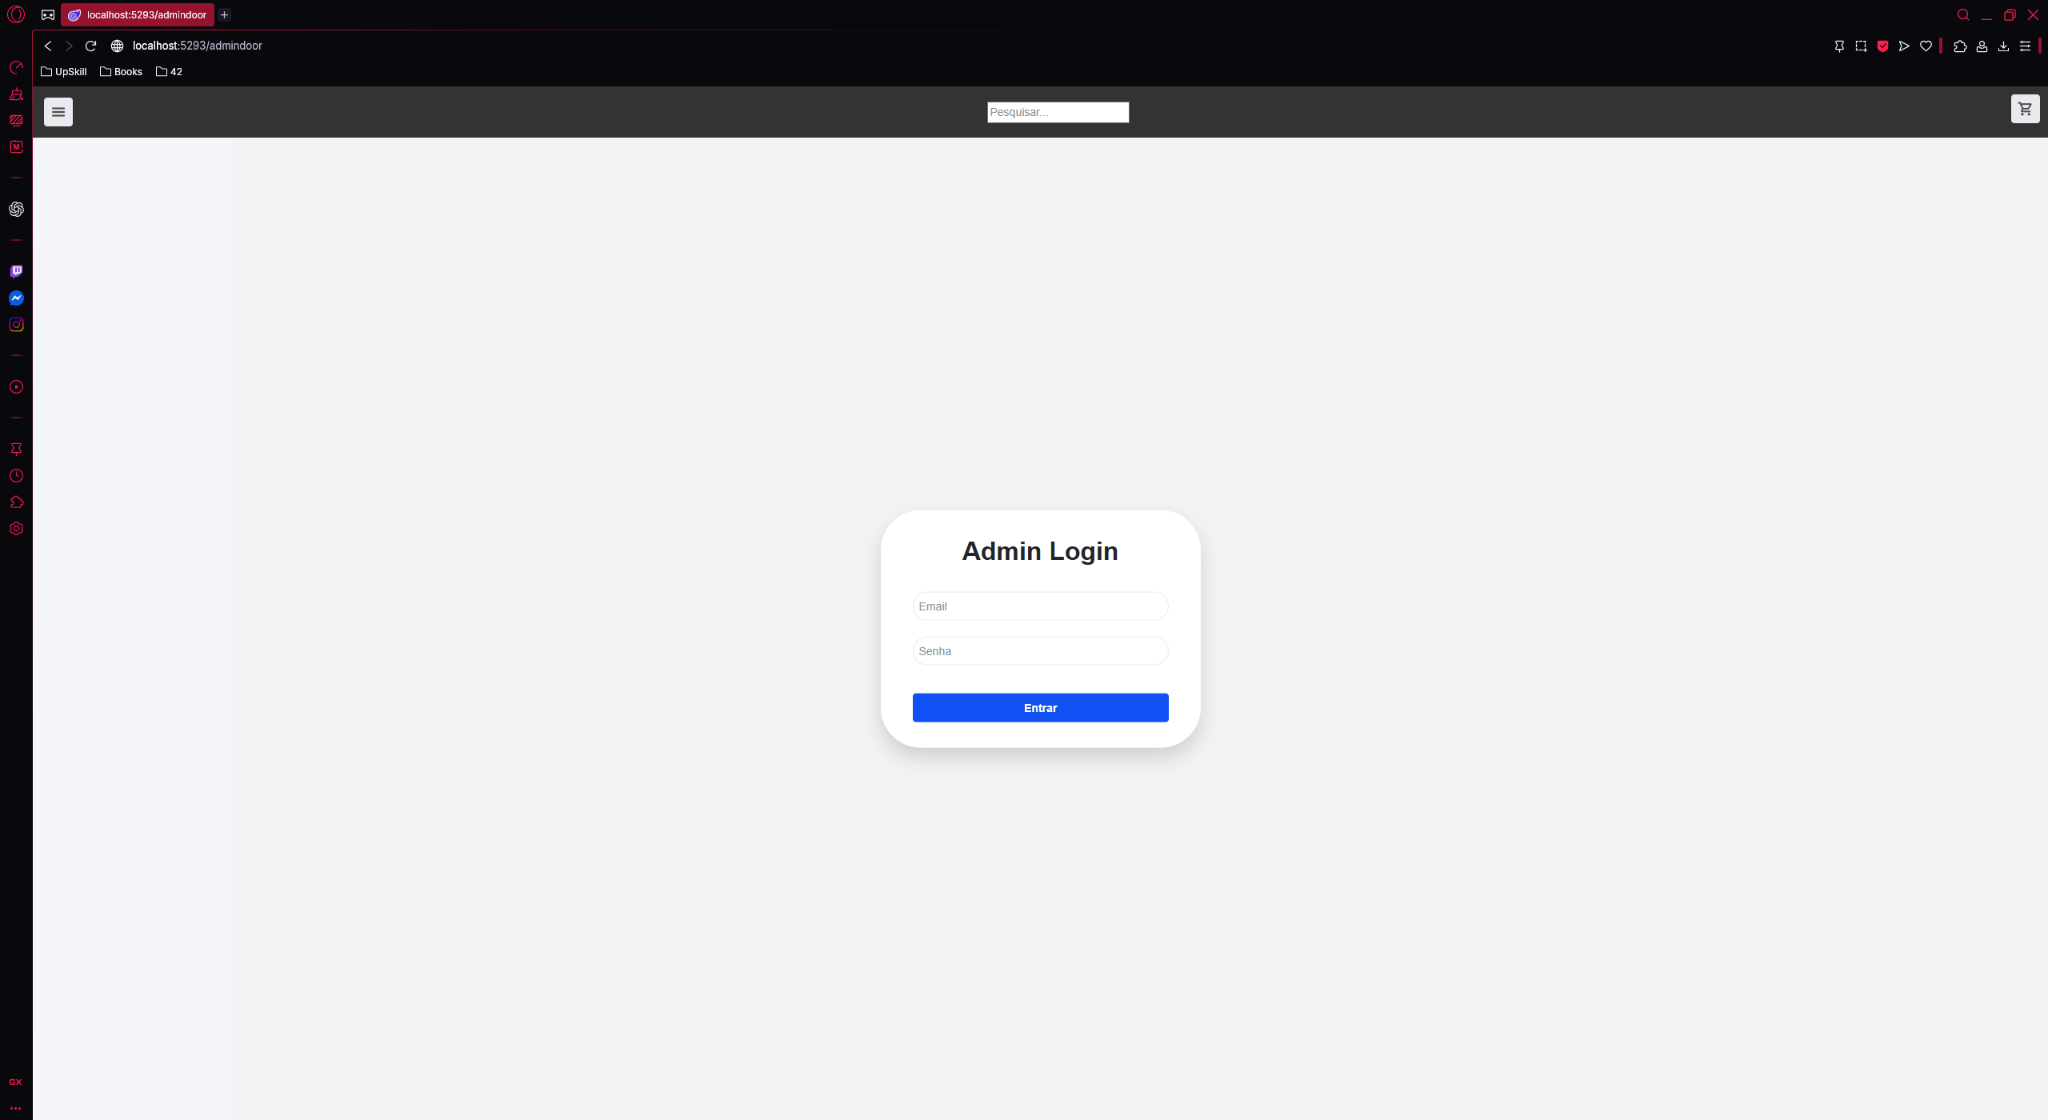 localhost:5293/admindoor
localhost:5293/admindoor
UpSkill Books 42
Pesquisar...
M
Admin Login
Email
Senha
Entrar
GX